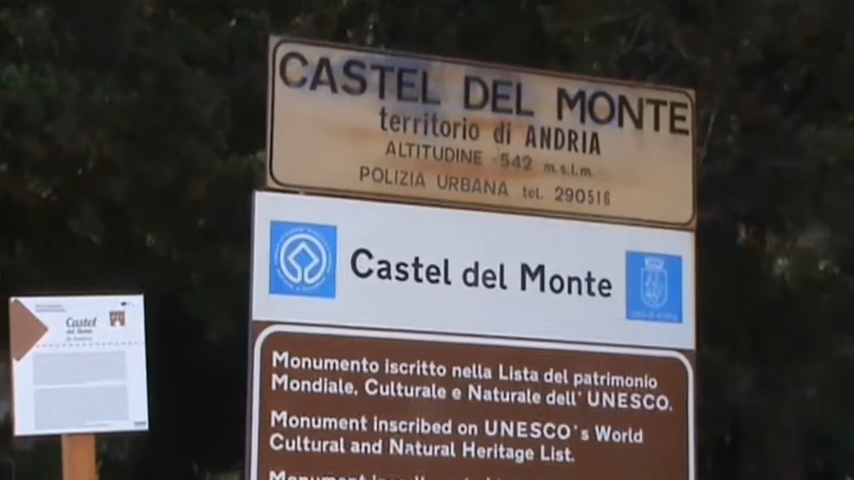 CASTEL DEL MONTE
territorio di ANDRIA
ALTITUDINE 542 m.s.l.m.
POLIZIA URBANA tel. 290516
Castel del Monte
Monumento iscritto nella Lista del patrimonio
Mondiale, Culturale e Naturale dell' UNESCO.
Monument inscribed on UNESCO's World
Cultural and Natural Heritage List.
Castel
del Monte